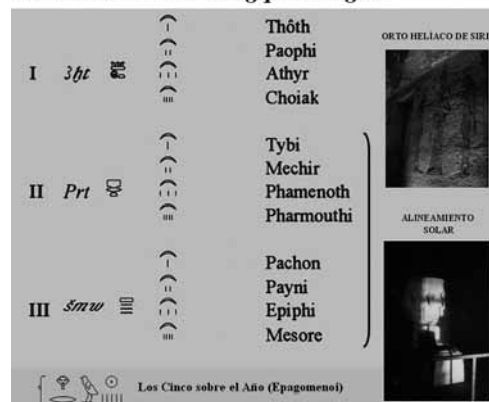 Thôth
Paophi
I 3ḫt Athyr
Choiak
Tybi
Mechir
II Prt Phamenoth
Pharmouthi
Pachon
Payni
III šmw Epiphi
Mesore
Los Cinco sobre el Año (Epagomenoi)
ORTO HELÍACO DE SIRI
ALINEAMIENTO
SOLAR